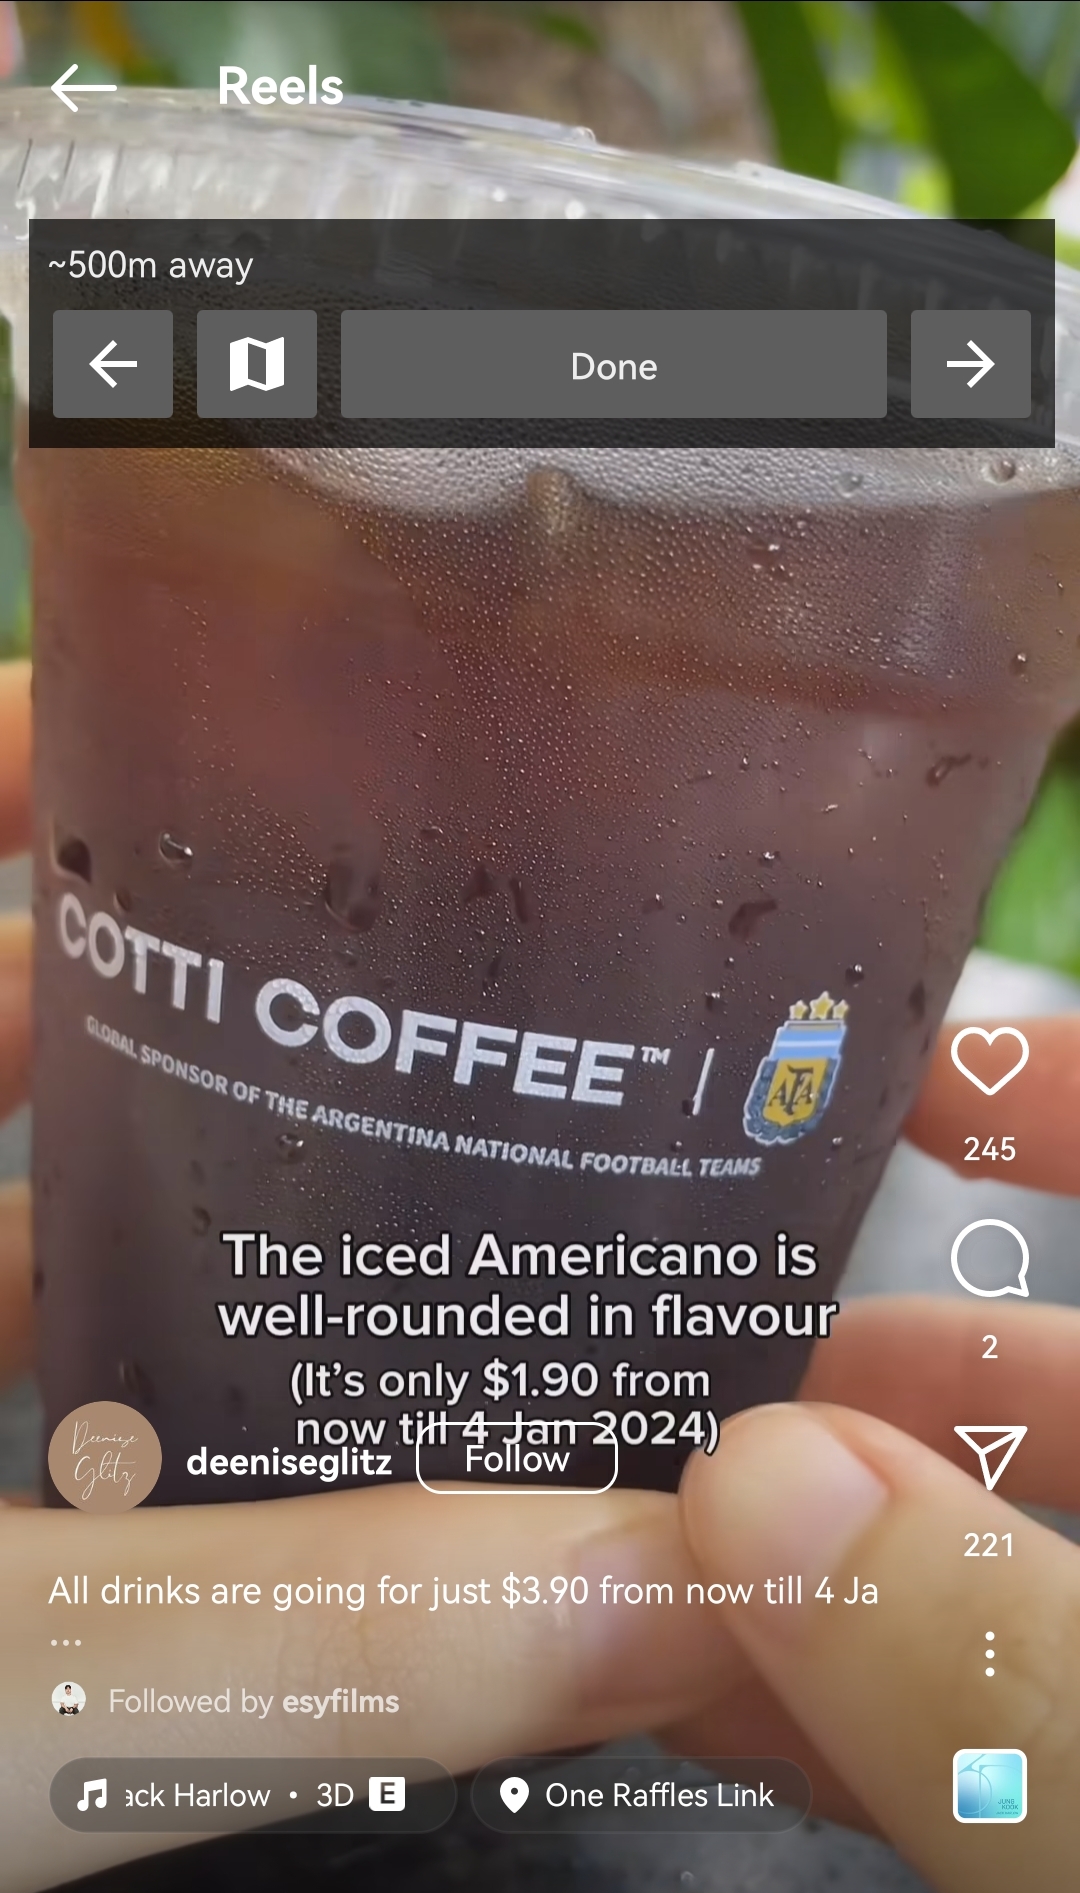 Reels
~500m away
Done
COTTI COFFEE™ |
AFA
GLOBAL SPONSOR OF THE ARGENTINA NATIONAL FOOTBALL TEAMS
The iced Americano is
well-rounded in flavour
(It's only $1.90 from
now till 4 Jan 2024)
Deenise
Glitz
deeniseglitz
Follow
All drinks are going for just $3.90 from now till 4 Ja
...
Followed by esyfilms
ack Harlow • 3D E
One Raffles Link
245
2
221
JUNG
KOOK